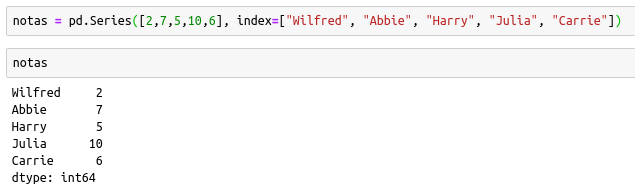 notas = pd.Series([2,7,5,10,6], index=["Wilfred", "Abbie", "Harry", "Julia", "Carrie"])
notas
Wilfred     2
Abbie       7
Harry       5
Julia      10
Carrie      6
dtype: int64